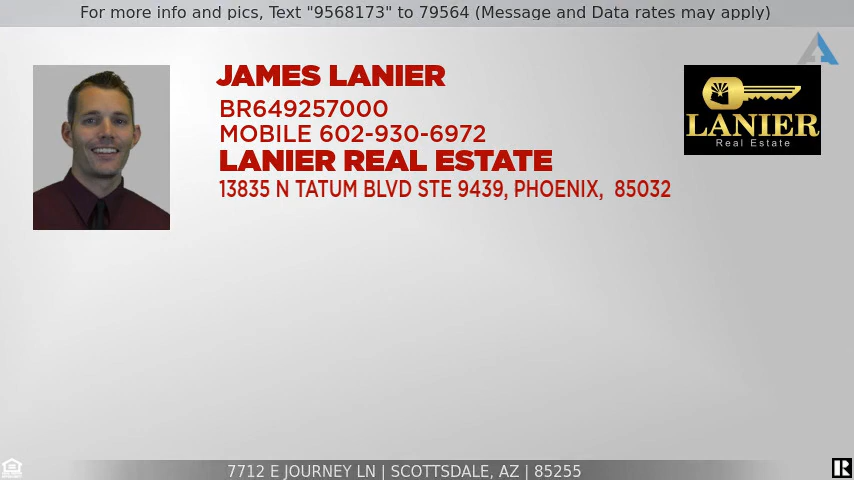 For more info and pics, Text "9568173" to 79564 (Message and Data rates may apply)
JAMES LANIER
BR649257000
MOBILE 602-930-6972
LANIER REAL ESTATE
13835 N TATUM BLVD STE 9439, PHOENIX,  85032
LANIER
Real Estate
7712 E JOURNEY LN | SCOTTSDALE, AZ | 85255